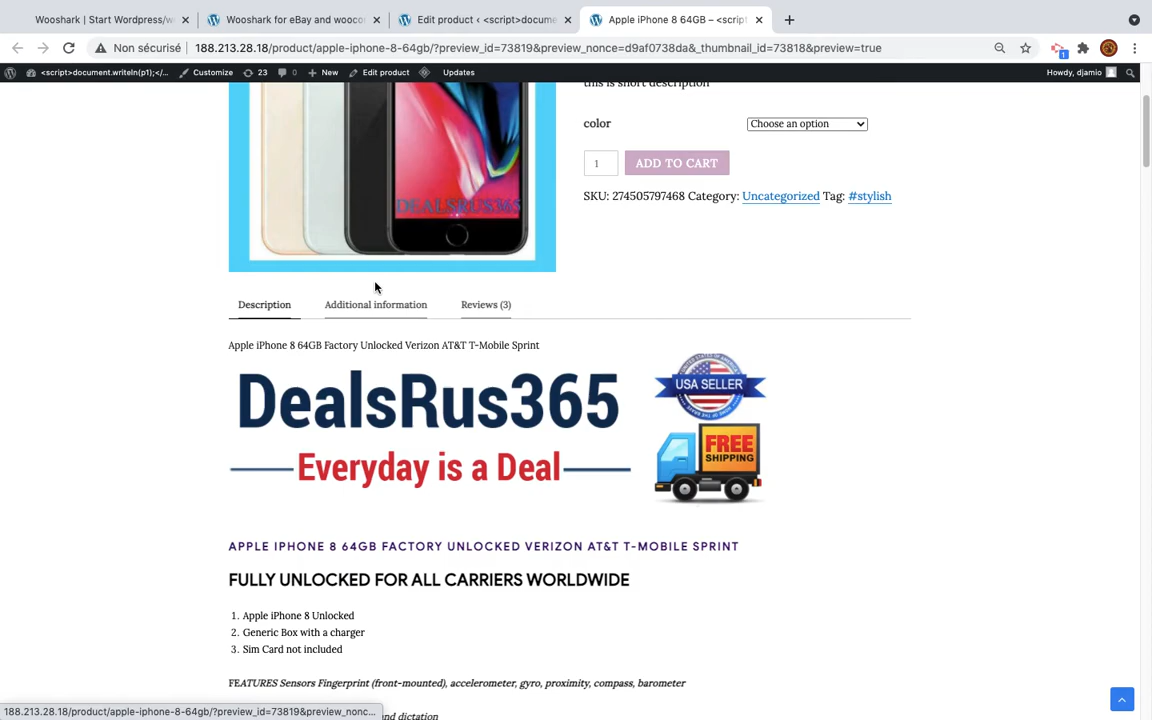 Wooshark | Start Wordpress/w
Wooshark for eBay and wooco
Edit product ‹ <script>docume
Apple iPhone 8 64GB – <script
Non sécurisé
188.213.28.18/product/apple-iphone-8-64gb/?preview_id=73819&preview_nonce=d9af0738da&_thumbnail_id=73818&preview=true
1
<script>document.writeln(p1);</...
Customize
23
0
+ New
Edit product
Updates
Howdy, djamio
this is short description
color
Choose an option
1
ADD TO CART
SKU: 274505797468 Category: Uncategorized Tag: #stylish
DEALSRUS365
Description
Additional information
Reviews (3)
Apple iPhone 8 64GB Factory Unlocked Verizon AT&T T-Mobile Sprint
DealsRus365
Everyday is a Deal
USA SELLER
FREE
SHIPPING
APPLE IPHONE 8 64GB FACTORY UNLOCKED VERIZON AT&T T-MOBILE SPRINT
FULLY UNLOCKED FOR ALL CARRIERS WORLDWIDE
1. Apple iPhone 8 Unlocked
2. Generic Box with a charger
3. Sim Card not included
FEATURES Sensors Fingerprint (front-mounted), accelerometer, gyro, proximity, compass, barometer
and dictation
188.213.28.18/product/apple-iphone-8-64gb/?preview_id=73819&preview_nonc...